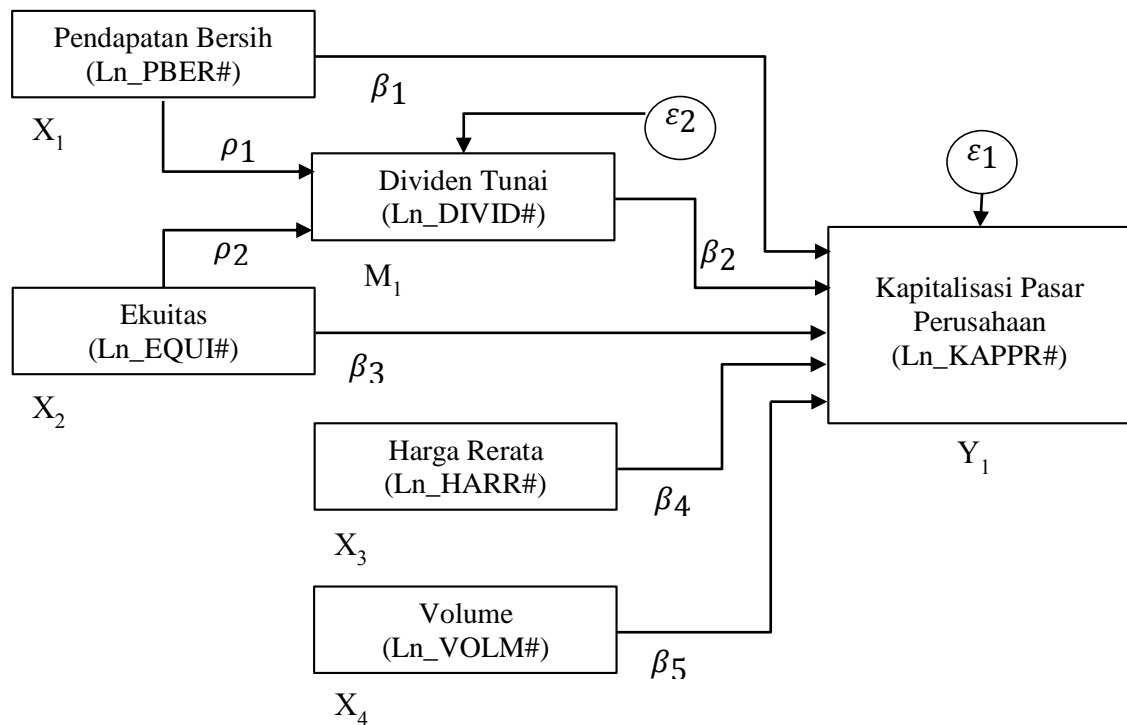 Pendapatan Bersih
(Ln_PBER#)
β1
X1
ρ1
ε2
ε1
Dividen Tunai
(Ln_DIVID#)
M1
β2
ρ2
Ekuitas
(Ln_EQUI#)
X2
β3
Kapitalisasi Pasar
Perusahaan
(Ln_KAPPR#)
Y1
Harga Rerata
(Ln_HARR#)
X3
β4
Volume
(Ln_VOLM#)
X4
β5